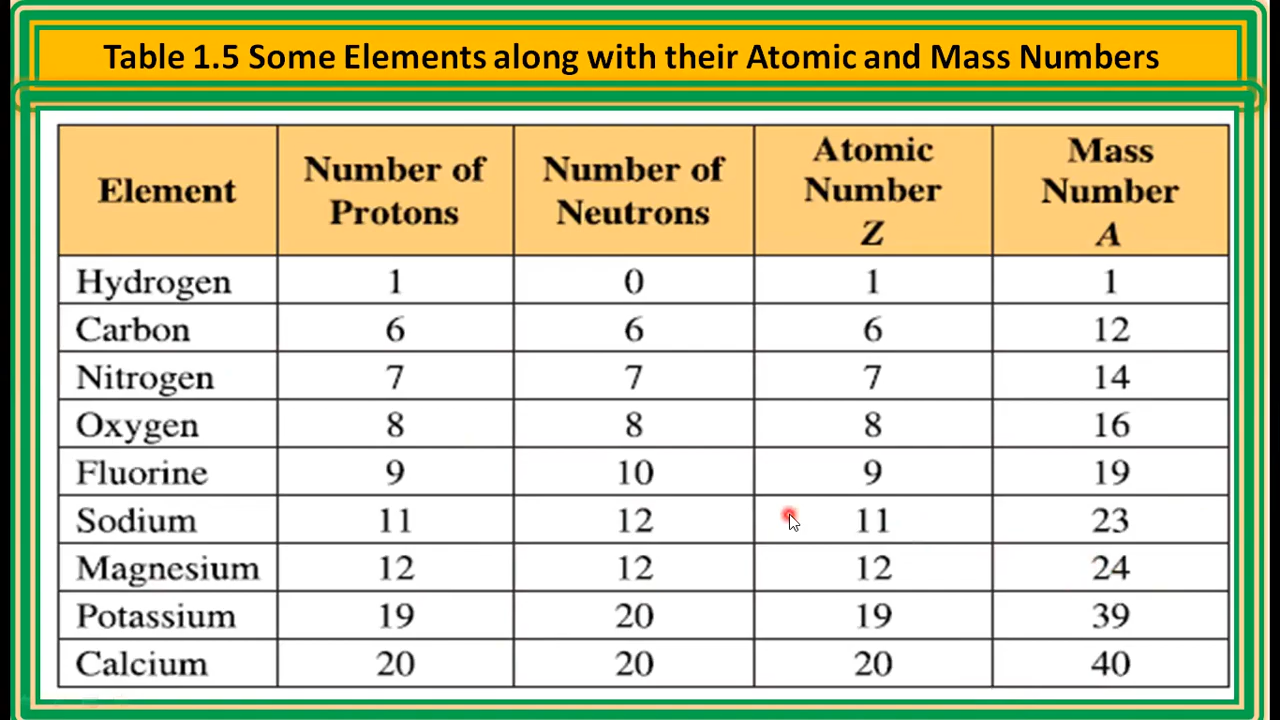 Table 1.5 Some Elements along with their Atomic and Mass Numbers
Element Number of Protons Number of Neutrons Atomic Number Z Mass Number A
Hydrogen 1 0 1 1
Carbon 6 6 6 12
Nitrogen 7 7 7 14
Oxygen 8 8 8 16
Fluorine 9 10 9 19
Sodium 11 12 11 23
Magnesium 12 12 12 24
Potassium 19 20 19 39
Calcium 20 20 20 40